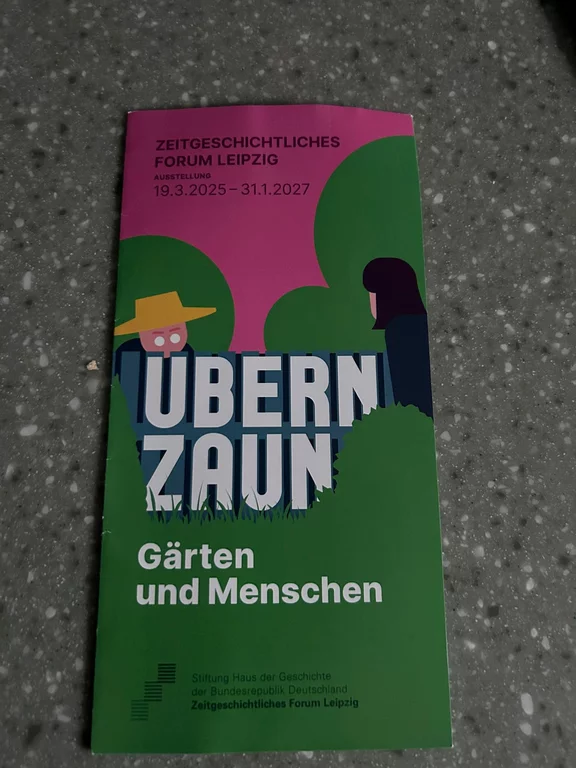 ZEITGESCHICHTLICHES
FORUM LEIPZIG
AUSSTELLUNG
19.3.2025 – 31.1.2027
ÜBERN
ZAUN
Gärten
und Menschen
Stiftung Haus der Geschichte
der Bundesrepublik Deutschland
Zeitgeschichtliches Forum Leipzig